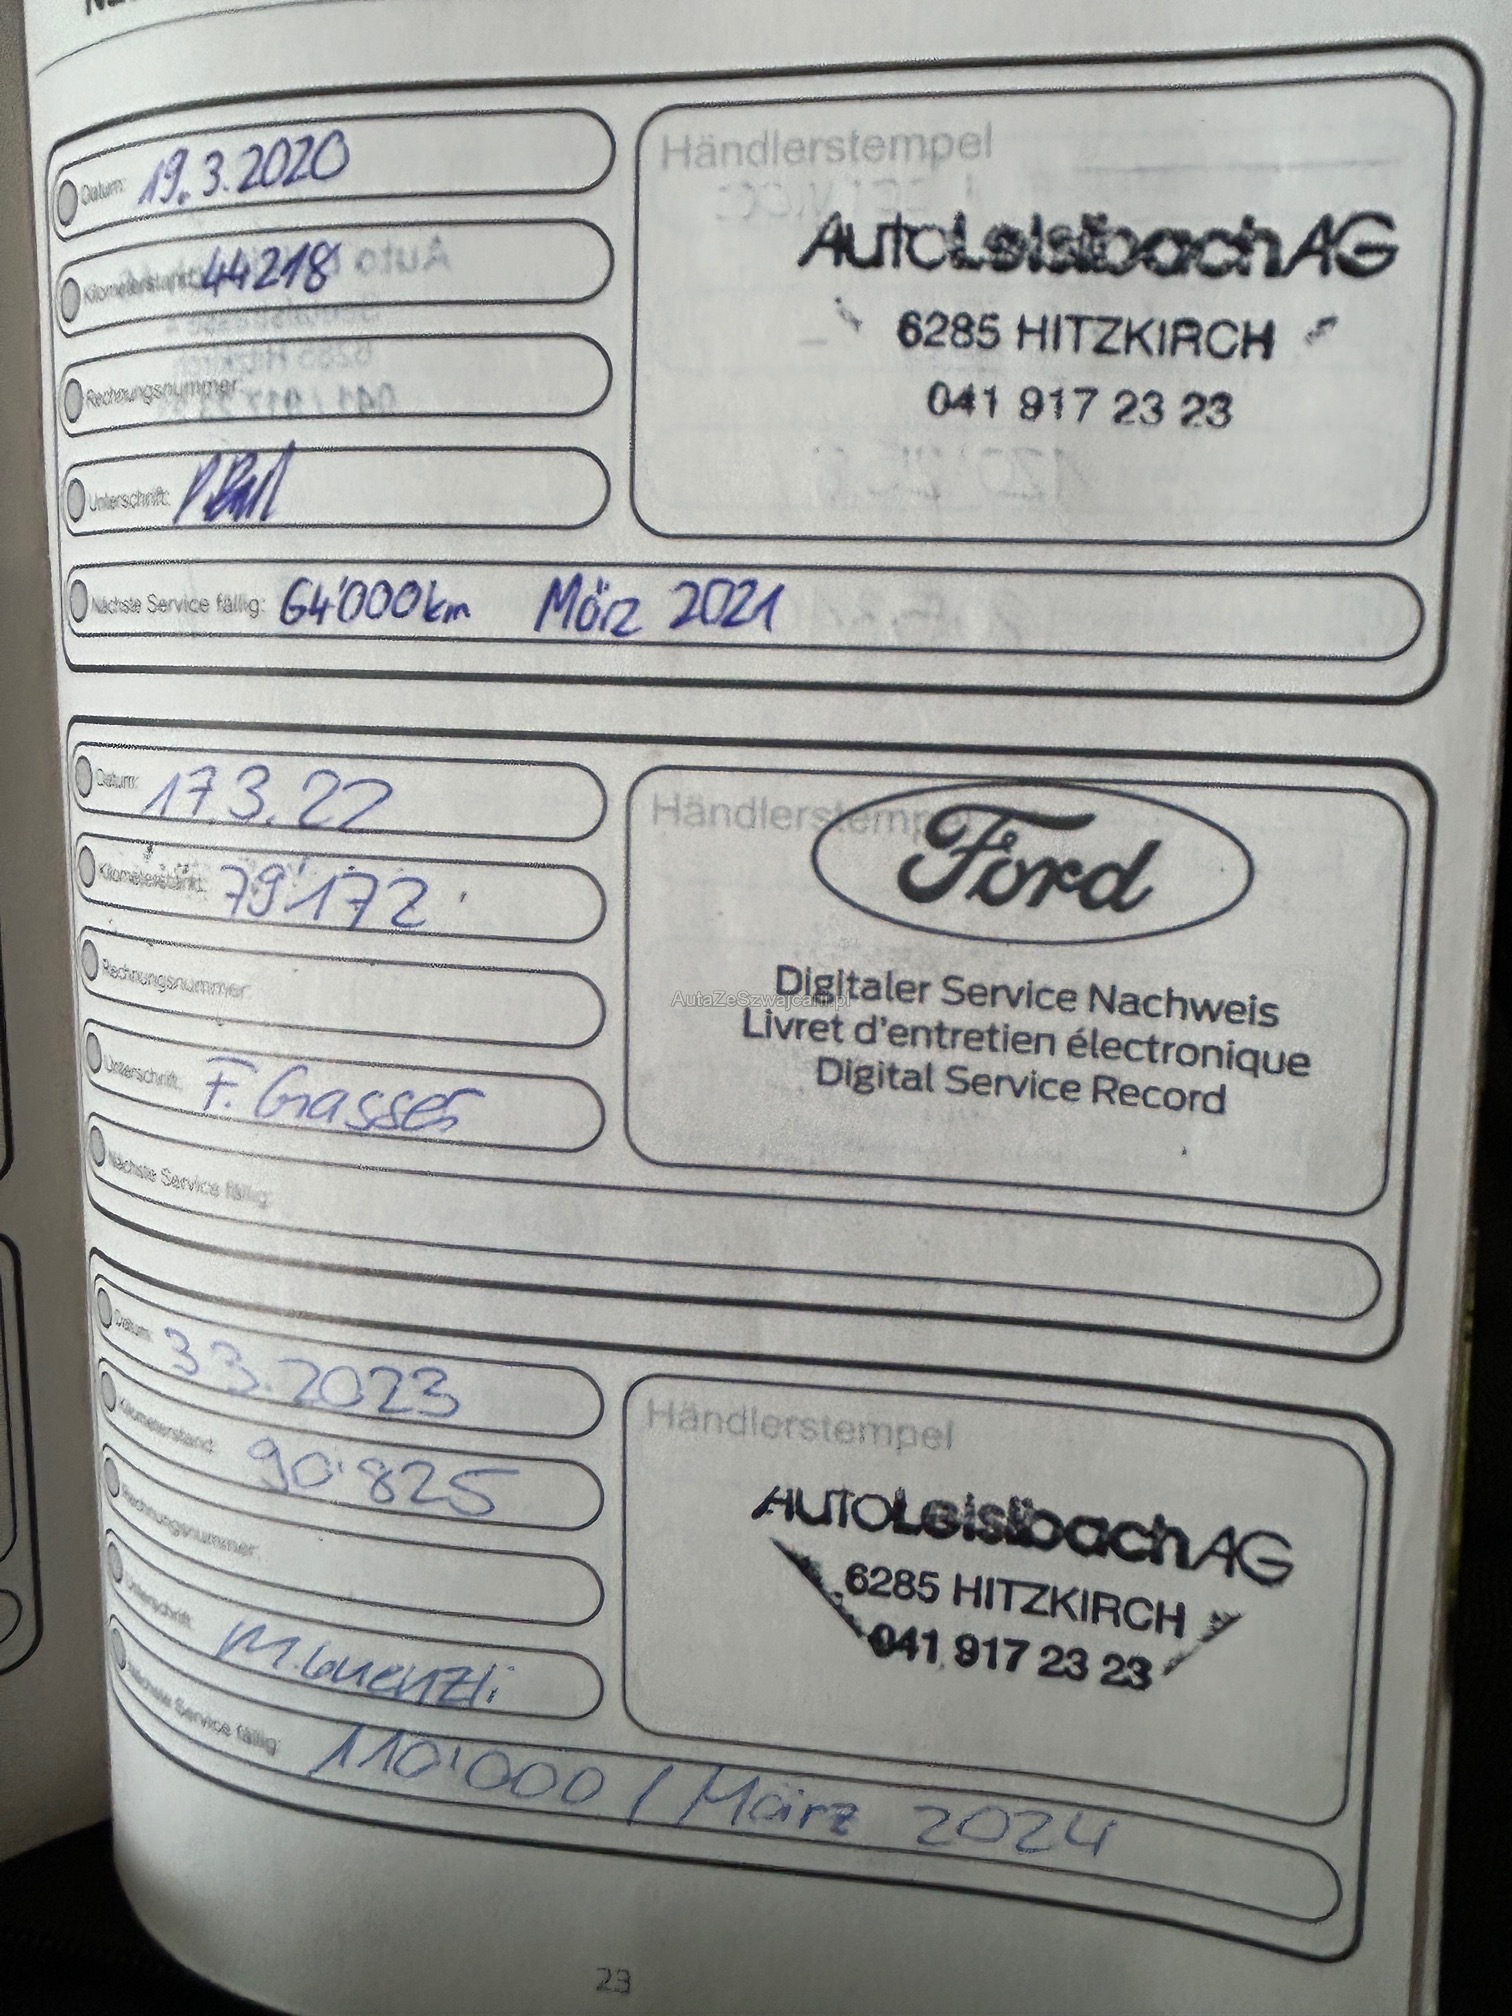 Datum: 19.3.2020
Kilometerstand: 44218
Rechnungsnummer:
Unterschrift:
Nächste Service fällig: 64'000km März 2021
Händlerstempel
AutoLeisibachAG
6285 HITZKIRCH
041 917 23 23
Datum: 17.3.22
Kilometerstand: 79'172
Rechnungsnummer:
Unterschrift: F. Gasser
Nächste Service fällig:
Händlerstempel
Ford
Digitaler Service Nachweis
Livret d'entretien électronique
Digital Service Record
AutaZeSzwajcarii.pl
Datum: 3 3.2023
Kilometerstand: 90'825
Rechnungsnummer:
Unterschrift: M. Luenzli
Nächste Service fällig: 110'000 / März 2024
Händlerstempel
AUTOLeisibachAG
6285 HITZKIRCH
041 917 23 23
23